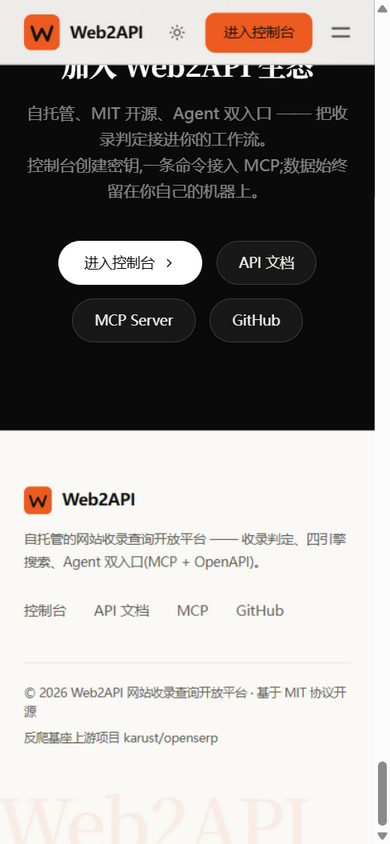 Web2API
进入控制台
加入 Web2API 生态
自托管、MIT 开源、Agent 双入口 —— 把收
录判定接进你的工作流。
控制台创建密钥,一条命令接入 MCP;数据始终
留在你自己的机器上。
进入控制台
API 文档
MCP Server
GitHub
Web2API
自托管的网站收录查询开放平台 —— 收录判定、四引擎
搜索、Agent 双入口(MCP + OpenAPI)。
控制台
API 文档
MCP
GitHub
© 2026 Web2API 网站收录查询开放平台 · 基于 MIT 协议开
源
反爬基座上游项目 karust/openserp
Web2API